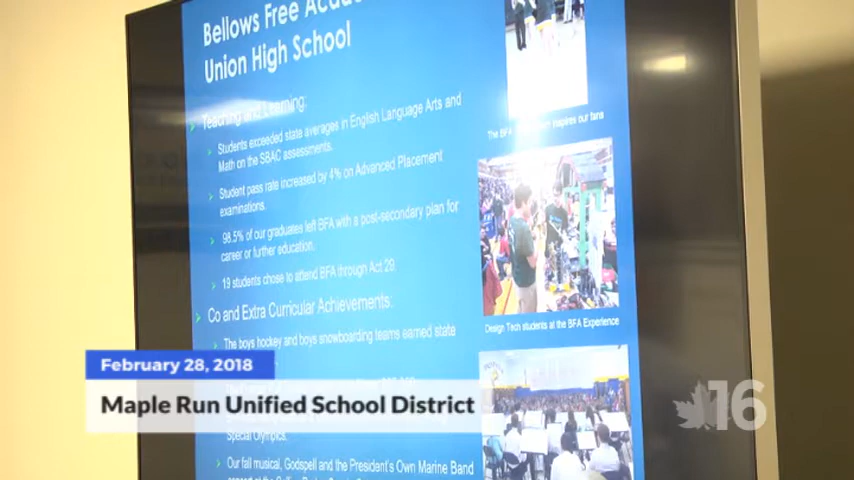 Bellows Free
Union High School
Teaching and Learning:
Students exceeded state averages in English Language Arts and
Math on the SBAC assessments.
Student pass rate increased by 4% on Advanced Placement
examinations.
98.5% of our graduates left BFA with a post-secondary plan for
career or further education.
19 students chose to attend BFA through Act 29.
Co and Extra Curricular Achievements:
The boys hockey and boys snowboarding teams earned state
Special Olympics.
Our fall musical, Godspell and the President's Own Marine Band
The BFA inspires our fans
Design Tech students at the BFA Experience
February 28, 2018
Maple Run Unified School District
16